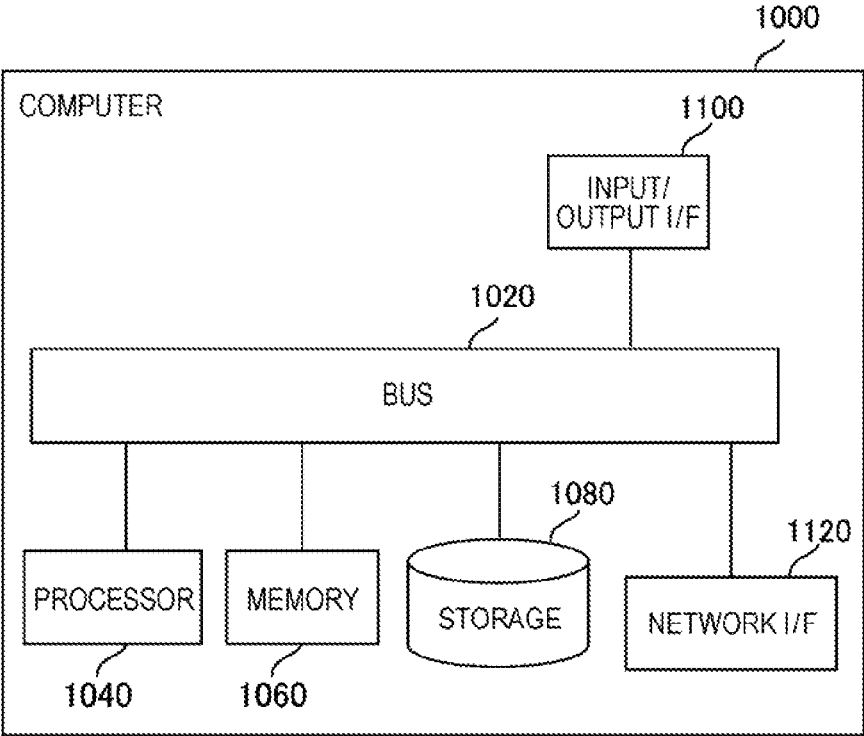 1000
COMPUTER
1100
INPUT/
OUTPUT I/F
1020
BUS
1080
1120
PROCESSOR
MEMORY
STORAGE
NETWORK I/F
1040
1060